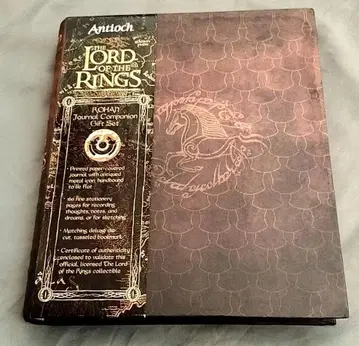 Antioch
THE
LORD
OF THE
RINGS
ROHAN
Journal Companion
Gift Set
• Printed paper-covered
journal with antiqued
metal icon, handbound
to lie flat
• 160 fine stationery
pages for recording
thoughts, notes, and
dreams, or for sketching
• Matching deluxe die
cut, tasseled bookmark
• Certificate of authenticity
enclosed to validate this
official, licensed The Lord
of the Rings collectible